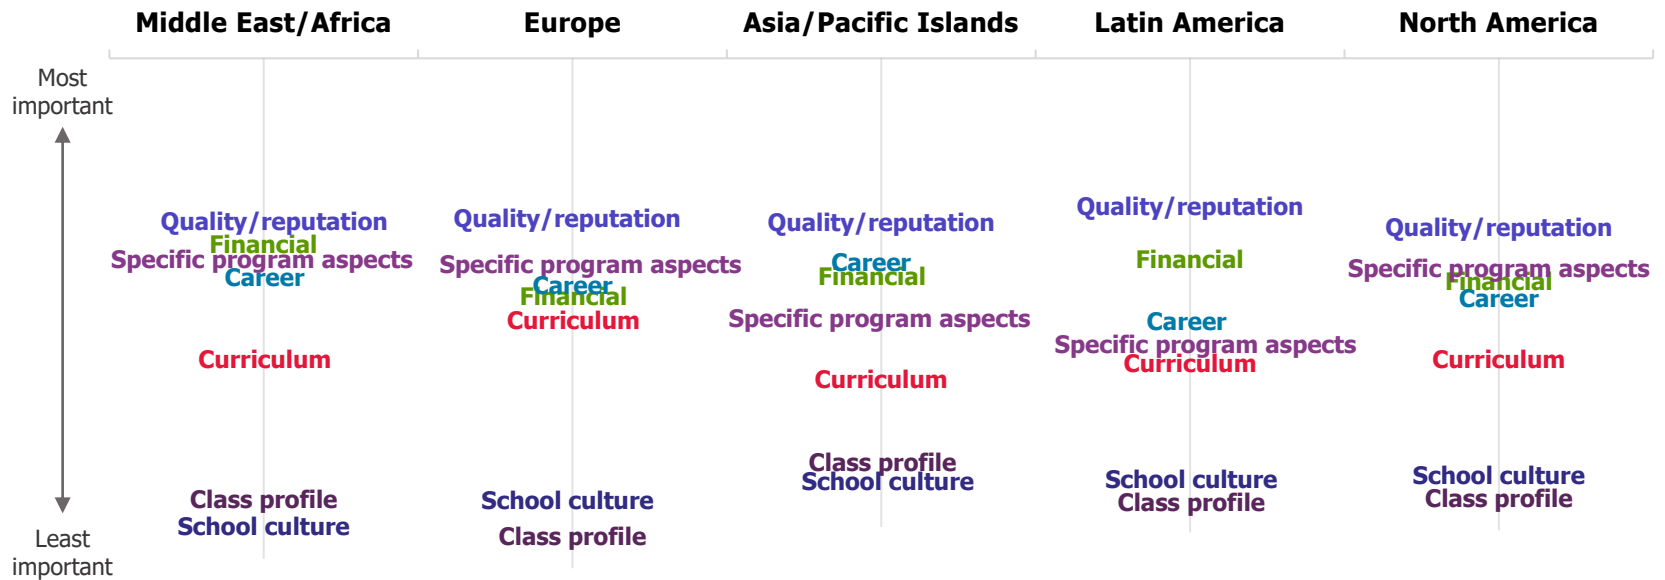 Middle East/Africa
Europe
Asia/Pacific Islands
Latin America
North America
Most
important
Least
important
Quality/reputation
Financial
Specific program aspects
Career
Curriculum
Class profile
School culture
Quality/reputation
Specific program aspects
Career
Financial
Curriculum
School culture
Class profile
Quality/reputation
Career
Financial
Specific program aspects
Curriculum
Class profile
School culture
Quality/reputation
Financial
Career
Specific program aspects
Curriculum
School culture
Class profile
Quality/reputation
Specific program aspects
Financial
Career
Curriculum
School culture
Class profile